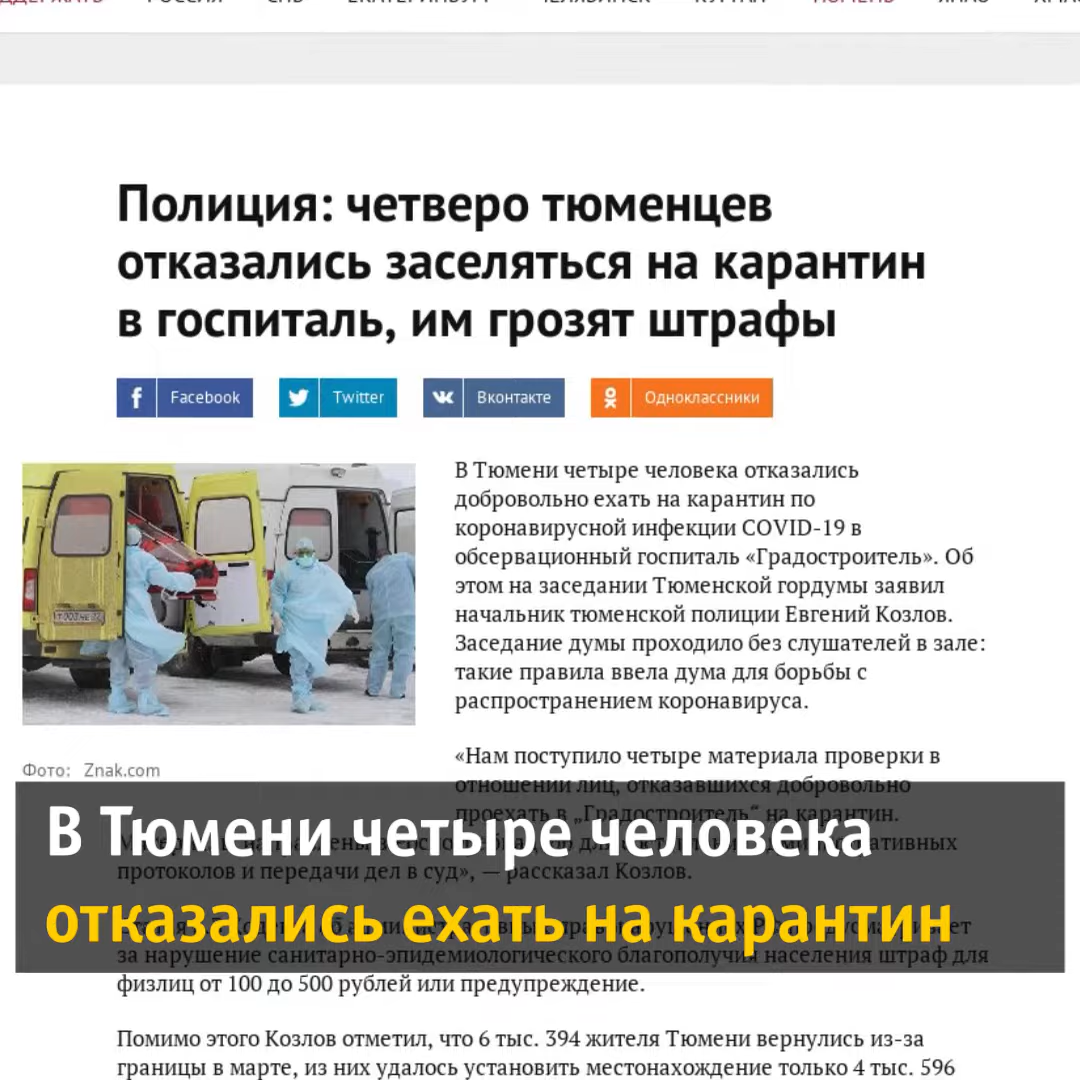 Полиция: четверо тюменцев
отказались заселяться на карантин
в госпиталь, им грозят штрафы
Facebook
Twitter
Вконтакте
Одноклассники
В Тюмени четыре человека отказались
добровольно ехать на карантин по
коронавирусной инфекции COVID-19 в
обсервационный госпиталь «Градостроитель». Об
этом на заседании Тюменской гордумы заявил
начальник тюменской полиции Евгений Козлов.
Заседание думы проходило без слушателей в зале:
такие правила ввела дума для борьбы с
распространением коронавируса.
Фото: Znak.com
«Нам поступило четыре материала проверки в
отношении лиц, отказавшихся добровольно
проехать в „Градостроитель“ на карантин.
протоколов и передачи дел в суд», — рассказал Козлов.
В Тюмени четыре человека
отказались ехать на карантин
за нарушение санитарно-эпидемиологического благополучия населения штраф для
физлиц от 100 до 500 рублей или предупреждение.
Помимо этого Козлов отметил, что 6 тыс. 394 жителя Тюмени вернулись из-за
границы в марте, из них удалось установить местонахождение только 4 тыс. 596